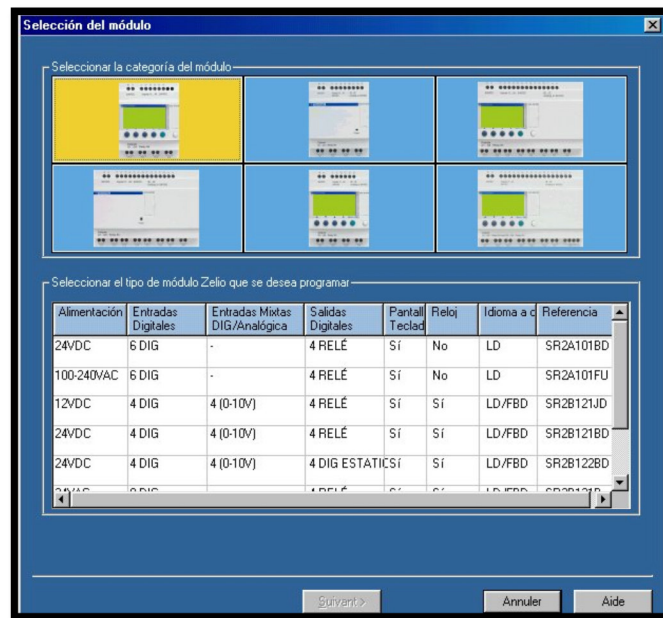 Selección del módulo
Seleccionar la categoría del módulo
Seleccionar el tipo de módulo Zelio que se desea programar
Alimentación Entradas Digitales Entradas Mixtas DIG/Analógica Salidas Digitales Pantall Teclad Reloj Idioma a c Referencia
24VDC 6 DIG - 4 RELÉ Sí No LD SR2A101BD
100-240VAC 6 DIG - 4 RELÉ Sí No LD SR2A101FU
12VDC 4 DIG 4 (0-10V) 4 RELÉ Sí Sí LD/FBD SR2B121JD
24VDC 4 DIG 4 (0-10V) 4 RELÉ Sí Sí LD/FBD SR2B121BD
24VDC 4 DIG 4 (0-10V) 4 DIG ESTATIC Sí Sí LD/FBD SR2B122BD
Suivant >
Annuler
Aide